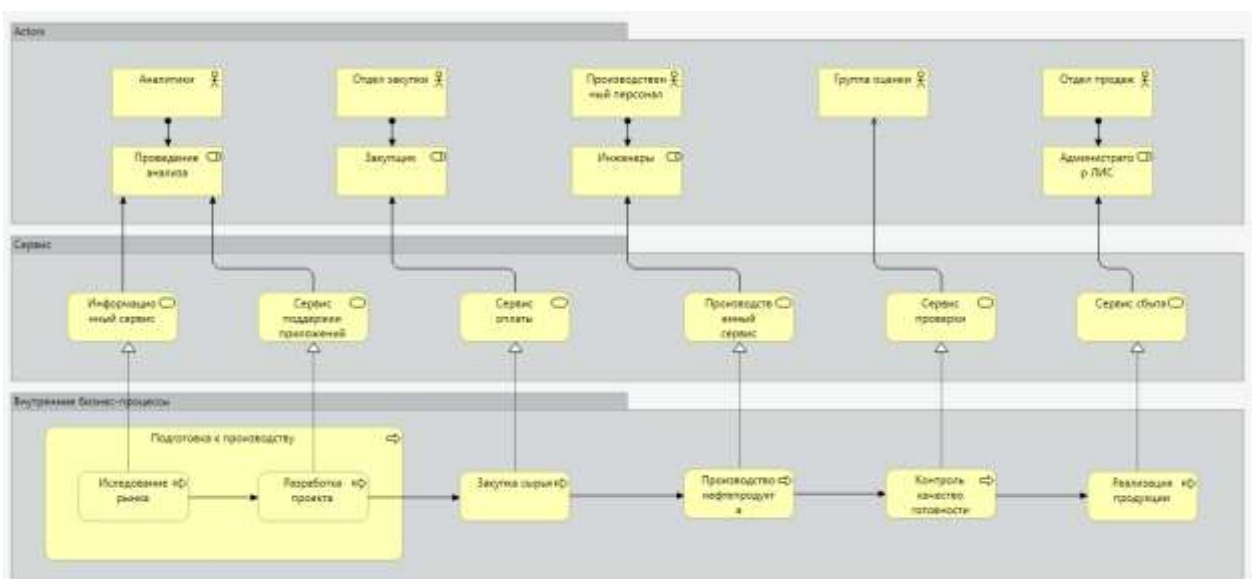 Actors
Аналитики
Отдел закупки
Производствен
ный персонал
Группа оценки
Отдел продаж
Проведение
анализа
Закупщик
Инженеры
Администрато
р ЛИС
Сервис
Информацио
нный сервис
Сервис
поддержки
приложений
Сервис
оплаты
Производств
енный
сервис
Сервис
проверки
Сервис сбыта
Внутренние бизнес-процессы
Подготовка к производству
Иследование
рынка
Разработка
проекта
Закупка сырья
Производство
нефтепродукт
а
Контроль
качество
готовности
Реализация
продукции